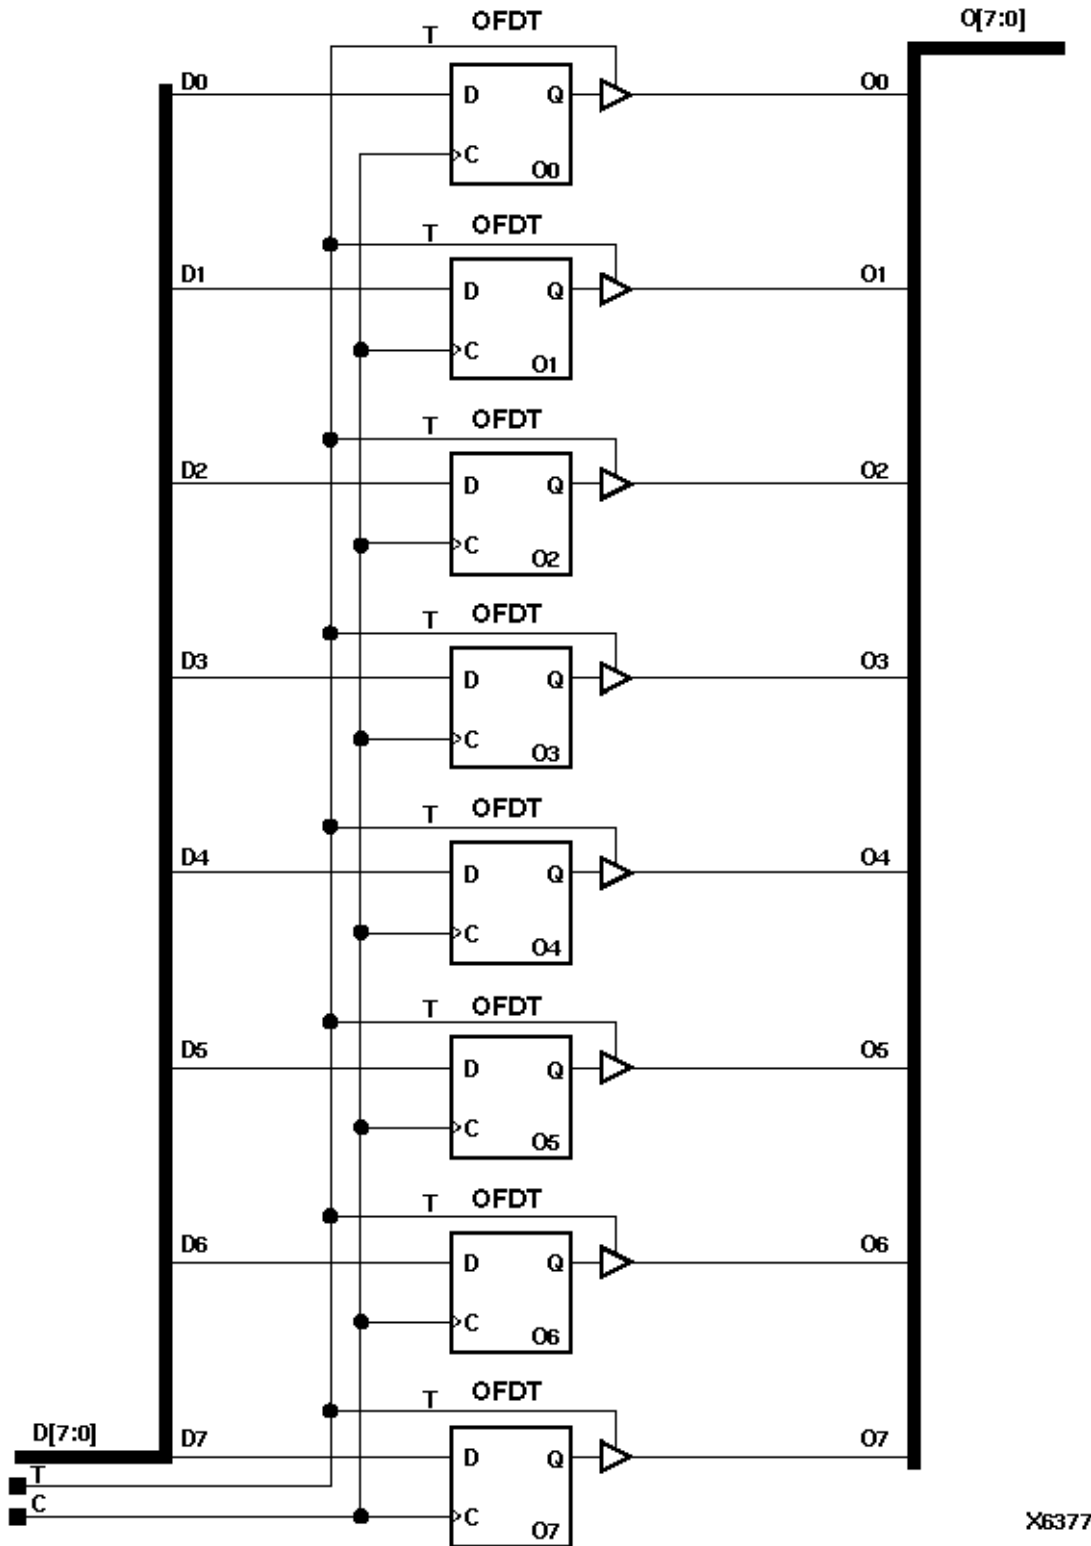 O[7:0]
T OFDT
D0 D Q O0
C
O0
T OFDT
D1 D Q O1
C
O1
T OFDT
D2 D Q O2
C
O2
T OFDT
D3 D Q O3
C
O3
T OFDT
D4 D Q O4
C
O4
T OFDT
D5 D Q O5
C
O5
T OFDT
D6 D Q O6
C
O6
T OFDT
D[7:0] D7 D Q O7
T
C
C
O7
X6377